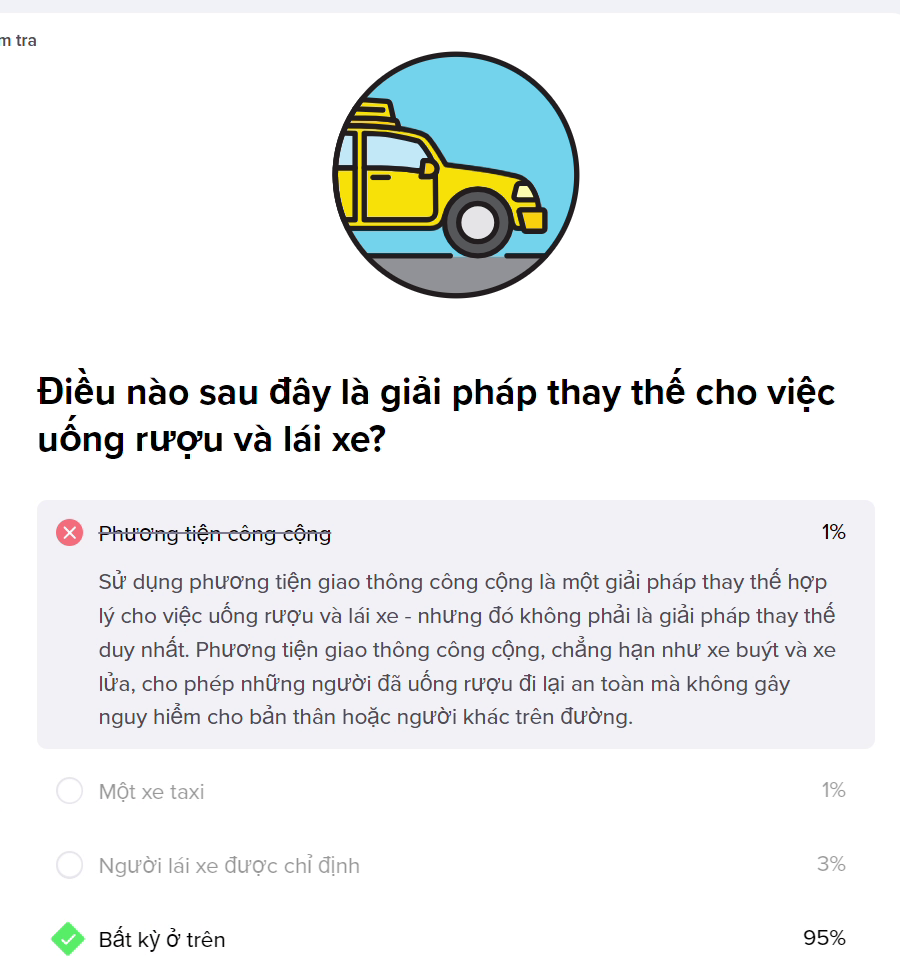 m tra
Điều nào sau đây là giải pháp thay thế cho việc
uống rượu và lái xe?
Phương tiện công cộng 1%
Sử dụng phương tiện giao thông công cộng là một giải pháp thay thế hợp
lý cho việc uống rượu và lái xe - nhưng đó không phải là giải pháp thay thế
duy nhất. Phương tiện giao thông công cộng, chẳng hạn như xe buýt và xe
lửa, cho phép những người đã uống rượu đi lại an toàn mà không gây
nguy hiểm cho bản thân hoặc người khác trên đường.
Một xe taxi 1%
Người lái xe được chỉ định 3%
Bất kỳ ở trên 95%